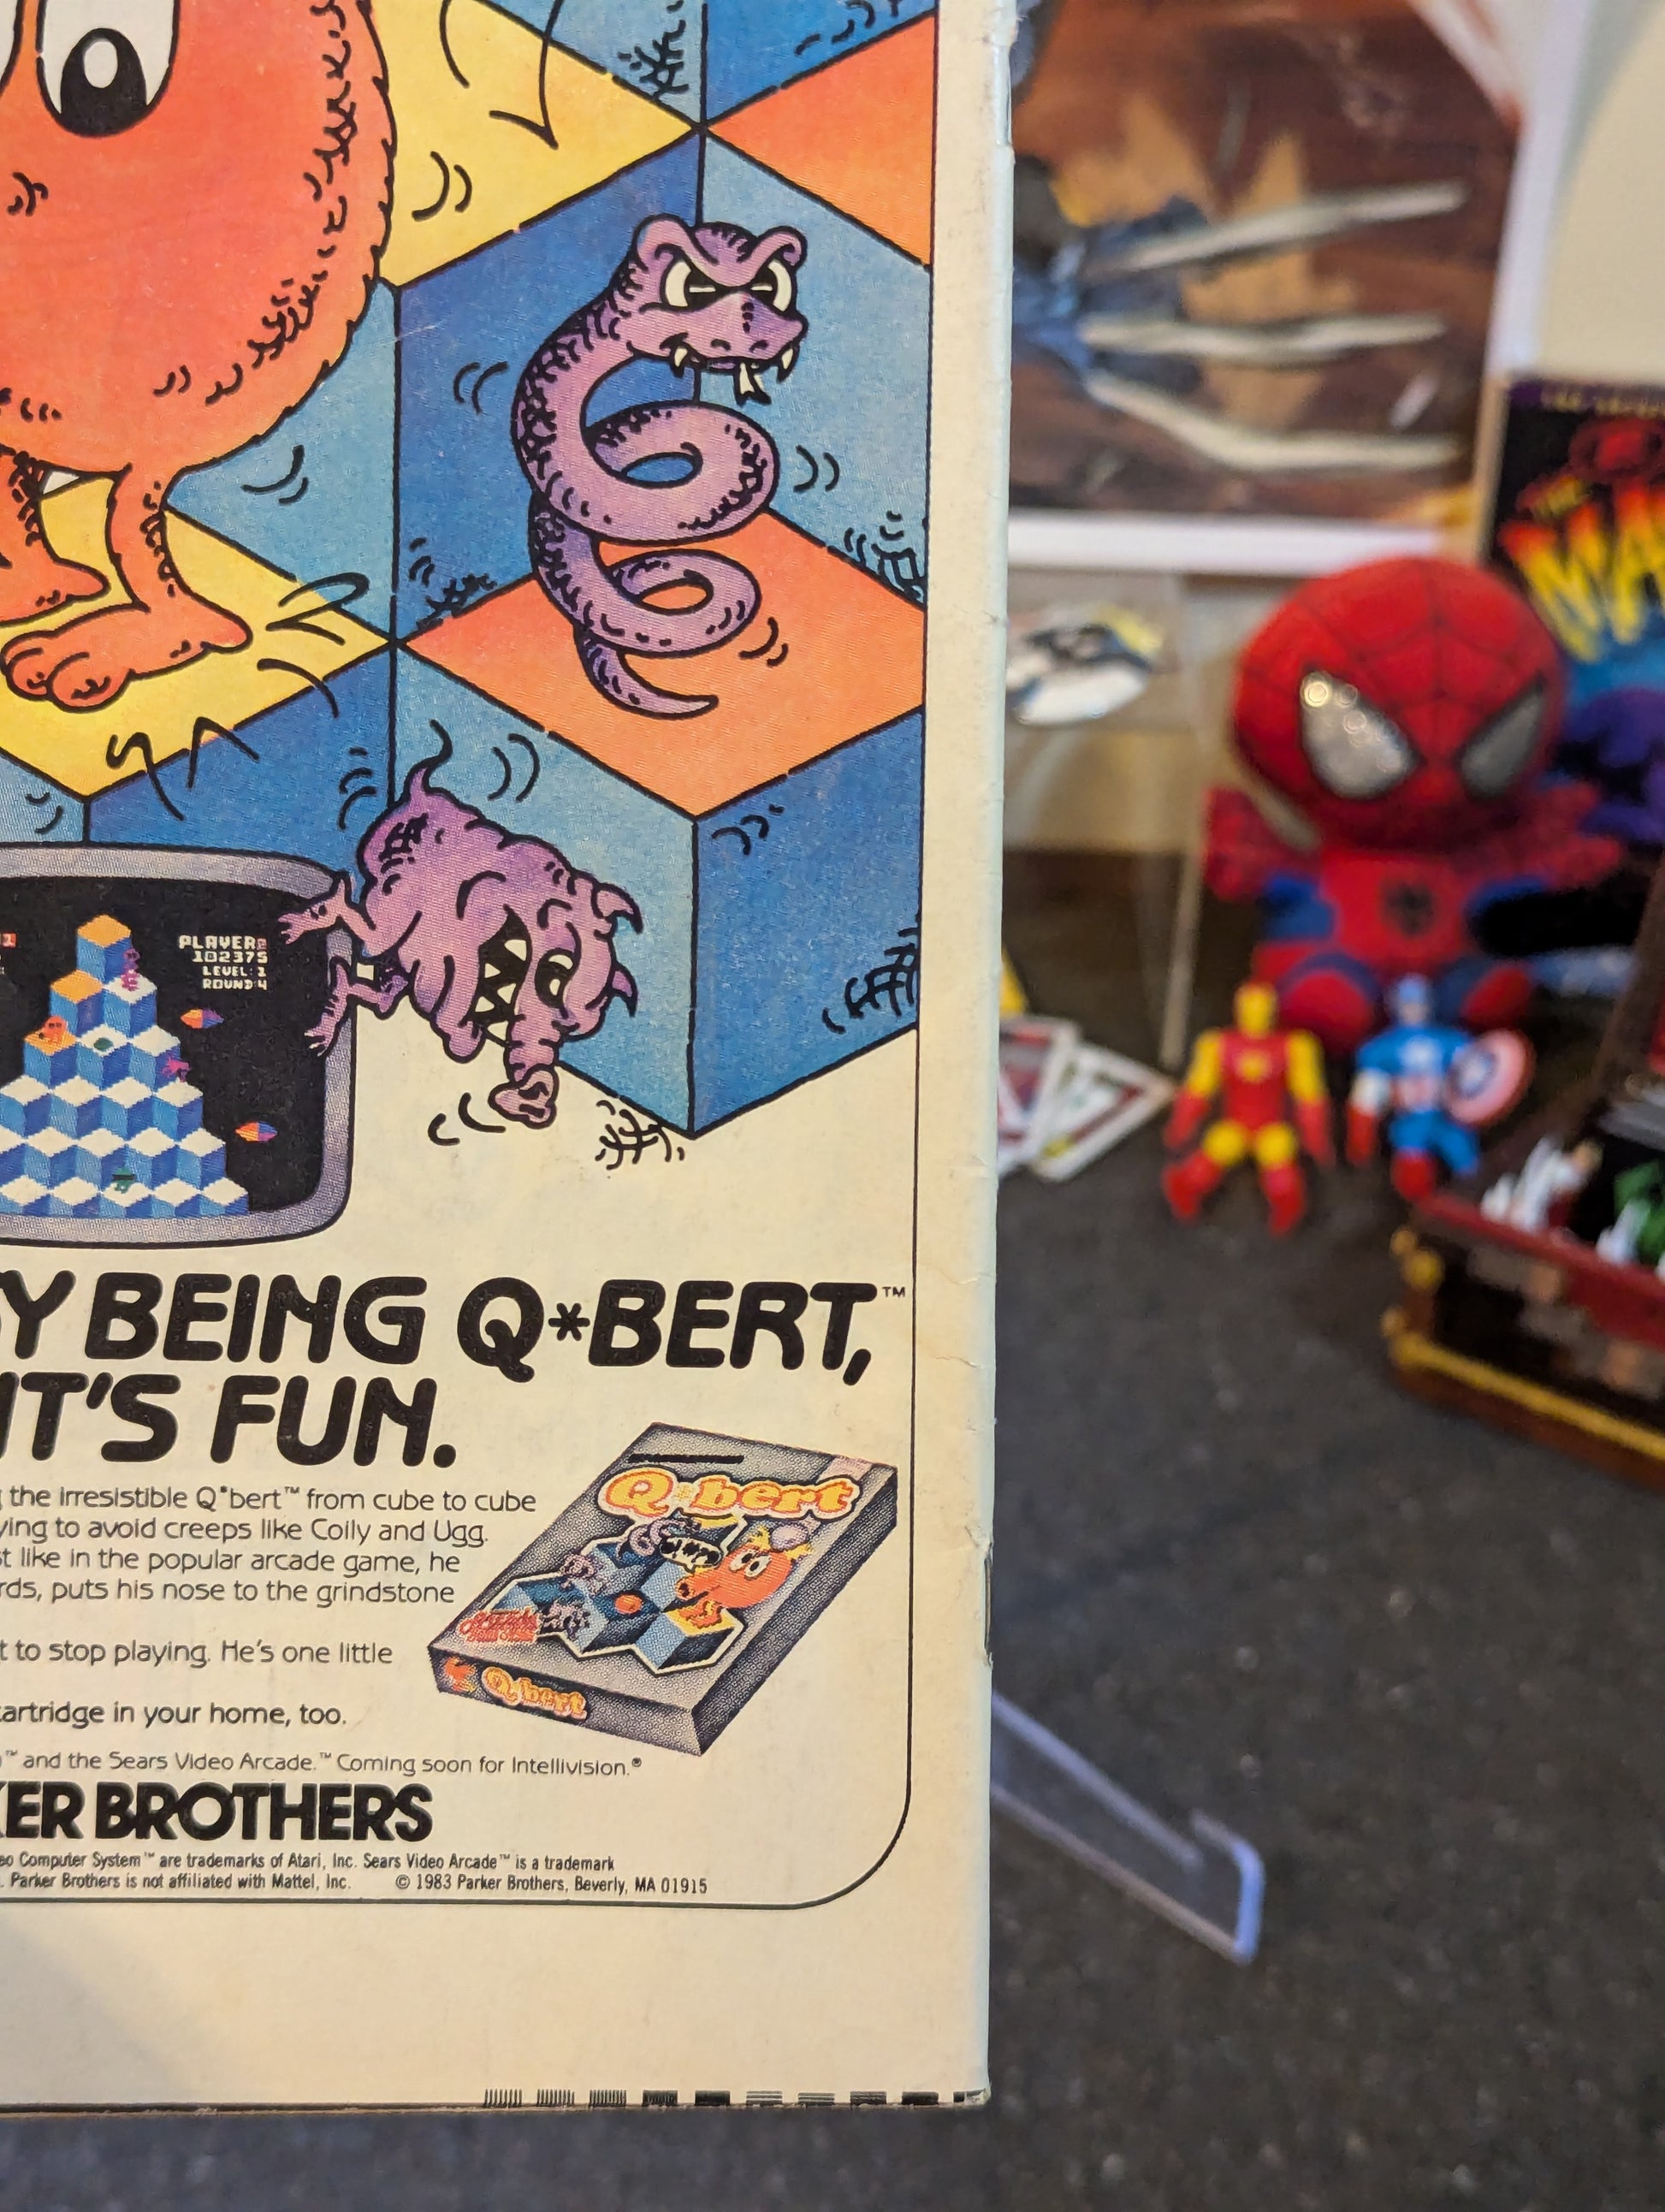 PLAYER
102375
LEVEL: 1
ROUND: 4
Y BEING Q*BERT,™
IT'S FUN.
the irresistible Q*bert™ from cube to cube
ying to avoid creeps like Coily and Ugg.
t like in the popular arcade game, he
rds, puts his nose to the grindstone
t to stop playing. He's one little
artridge in your home, too.
™ and the Sears Video Arcade.™ Coming soon for Intellivision.®
KER BROTHERS
eo Computer System™ are trademarks of Atari, Inc. Sears Video Arcade™ is a trademark
. Parker Brothers is not affiliated with Mattel, Inc. © 1983 Parker Brothers, Beverly, MA 01915
Q*bert
Q*bert
THE
MA